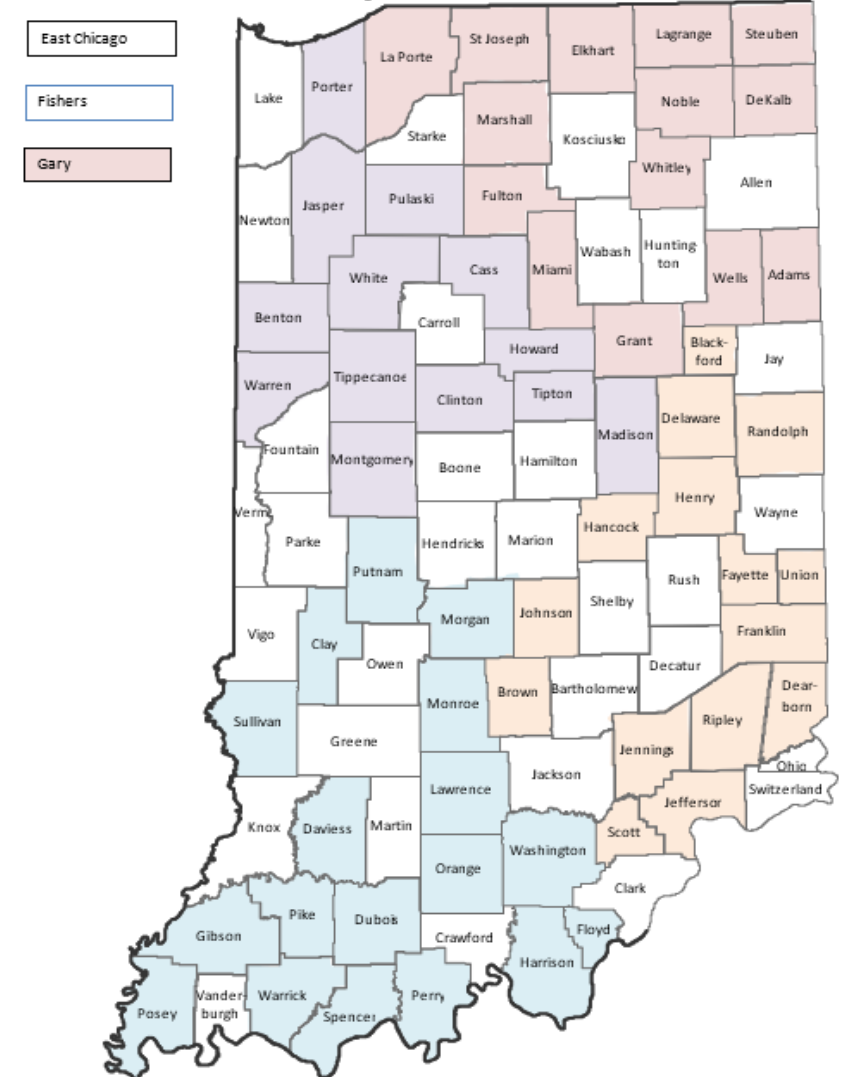 East Chicago
Fishers
Gary
St Joseph
Lagrange
Steuben
La Porte
Elkhart
Porter
Lake
Noble
DeKalb
Marshall
Starke
Kosciusko
Whitley
Allen
Fulton
Pulaski
Jasper
Newton
Wabash
Hunting-
ton
White
Cass
Miami
Wells
Adams
Benton
Carroll
Howard
Grant
Black-
ford
Jay
Warren
Tippecanoe
Clinton
Tipton
Madison
Delaware
Randolph
Fountain
Montgomery
Boone
Hamilton
Henry
Verm
Parke
Hendricks
Marion
Hancock
Wayne
Putnam
Morgan
Johnson
Shelby
Rush
Fayette
Union
Vigo
Clay
Owen
Franklin
Decatur
Monroe
Brown
Bartholomew
Dear-
born
Sullivan
Greene
Jennings
Ripley
Jackson
Ohio
Switzerland
Lawrence
Knox
Daviess
Martin
Jefferson
Scott
Washington
Orange
Clark
Pike
Dubois
Gibson
Crawford
Floyd
Harrison
Posey
Vander-
burgh
Warrick
Spencer
Perry